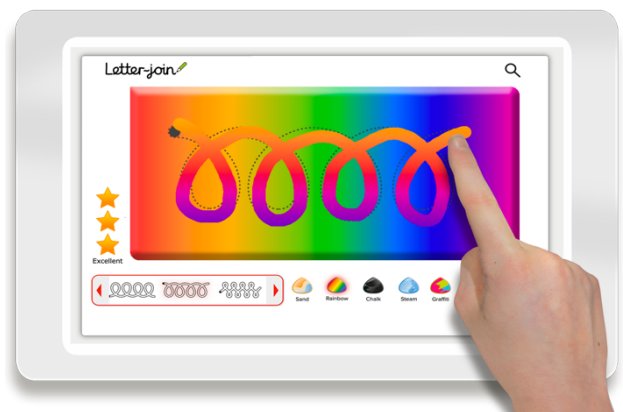 Letter-join
Excellent
Sand
Rainbow
Chalk
Steam
Graffiti